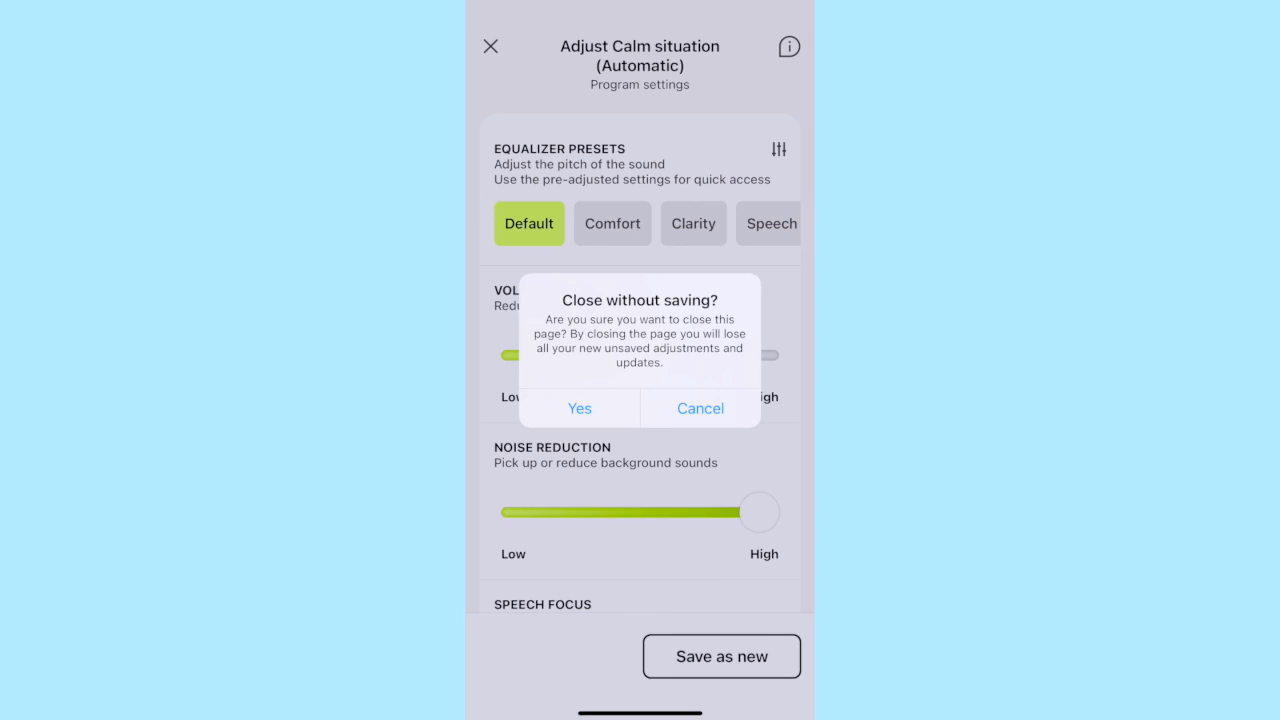 Adjust Calm situation
(Automatic)
Program settings
EQUALIZER PRESETS
Adjust the pitch of the sound
Use the pre-adjusted settings for quick access
Default Comfort Clarity Speech
Close without saving?
Are you sure you want to close this
page? By closing the page you will lose
all your new unsaved adjustments and
updates.
Yes Cancel
NOISE REDUCTION
Pick up or reduce background sounds
Low High
SPEECH FOCUS
Save as new